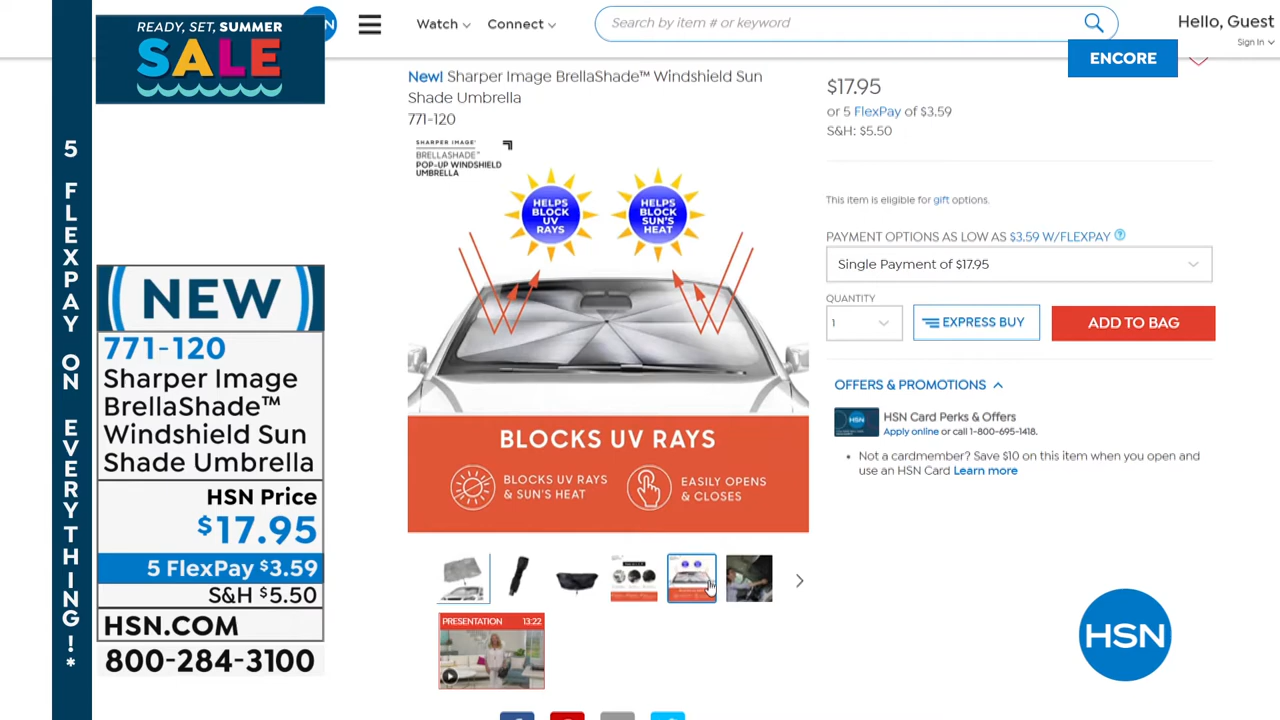 READY, SET, SUMMER
SALE
5 FLEXPAY ON EVERYTHING!*
NEW
771-120
Sharper Image
BrellaShade™
Windshield Sun
Shade Umbrella
HSN Price
$17.95
5 FlexPay $3.59
S&H $5.50
HSN.COM
800-284-3100
Watch
Connect
Search by item # or keyword
Hello, Guest
Sign In
ENCORE
New! Sharper Image BrellaShade™ Windshield Sun
Shade Umbrella
771-120
SHARPER IMAGE
BRELLASHADE™
POP-UP WINDSHIELD
UMBRELLA
HELPS
BLOCK
UV
RAYS
HELPS
BLOCK
SUN'S
HEAT
BLOCKS UV RAYS
BLOCKS UV RAYS
& SUN'S HEAT
EASILY OPENS
& CLOSES
PRESENTATION 13:22
$17.95
or 5 FlexPay of $3.59
S&H: $5.50
This item is eligible for gift options.
PAYMENT OPTIONS AS LOW AS $3.59 W/FLEXPAY ?
Single Payment of $17.95
QUANTITY
1
EXPRESS BUY
ADD TO BAG
OFFERS & PROMOTIONS
HSN
HSN Card Perks & Offers
Apply online or call 1-800-695-1418.
• Not a cardmember? Save $10 on this item when you open and
use an HSN Card Learn more
HSN